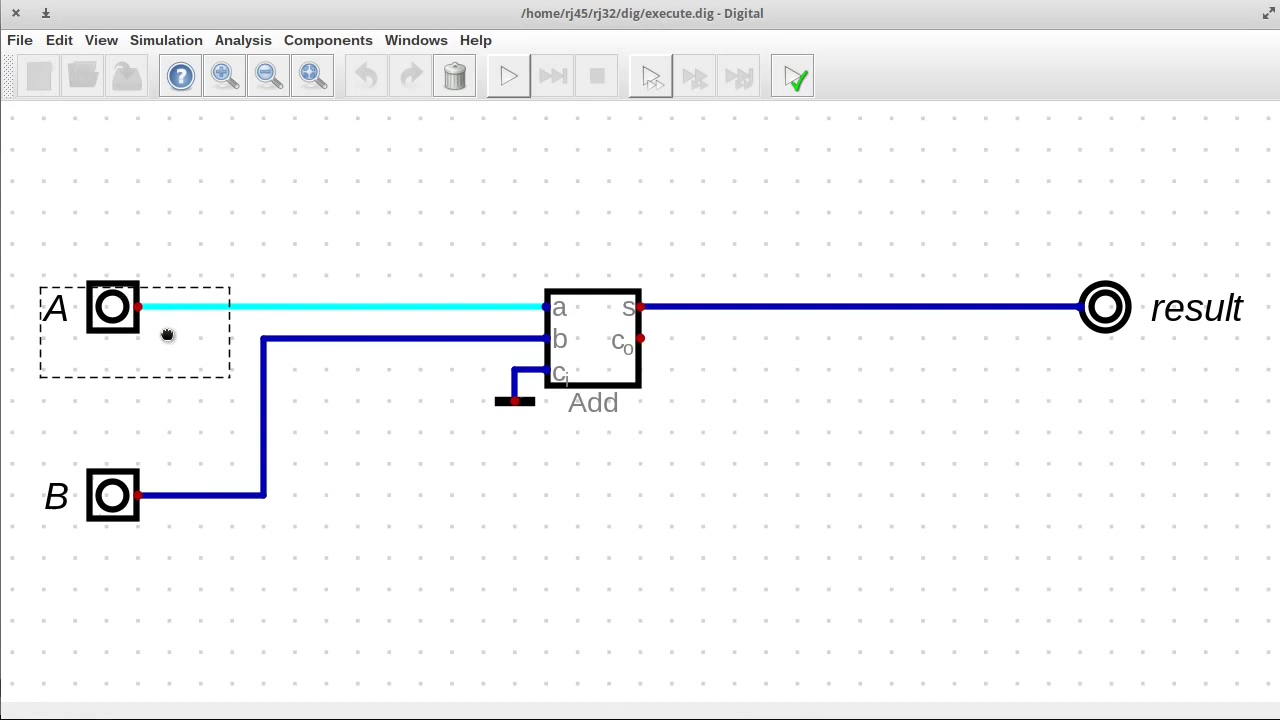 /home/rj45/rj32/dig/execute.dig - Digital
File Edit View Simulation Analysis Components Windows Help
A
a s
result
b co
ci
Add
B